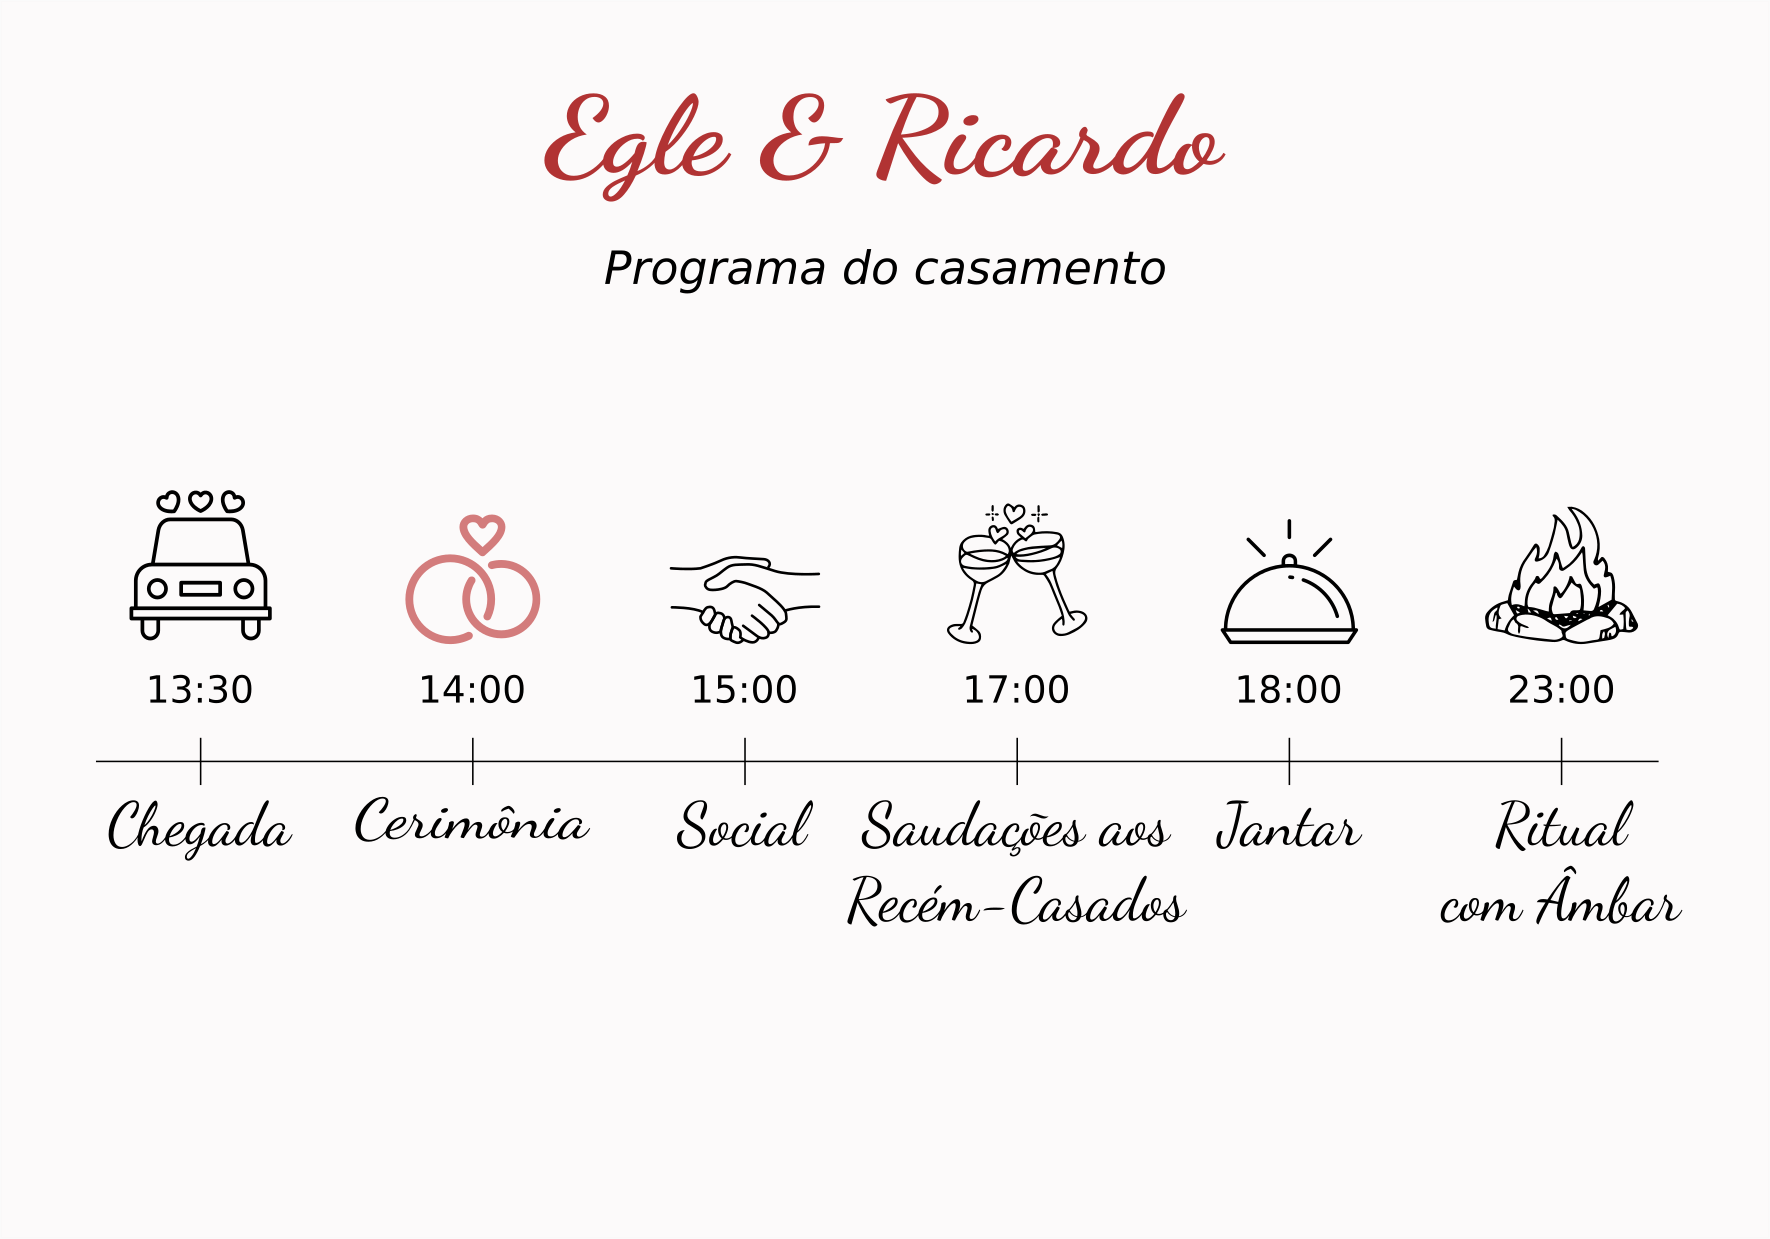 Egle & Ricardo
Programa do casamento
13:30
14:00
15:00
17:00
18:00
23:00
Chegada
Cerimônia
Social
Saudações aos
Recém-Casados
Jantar
Ritual
com Âmbar